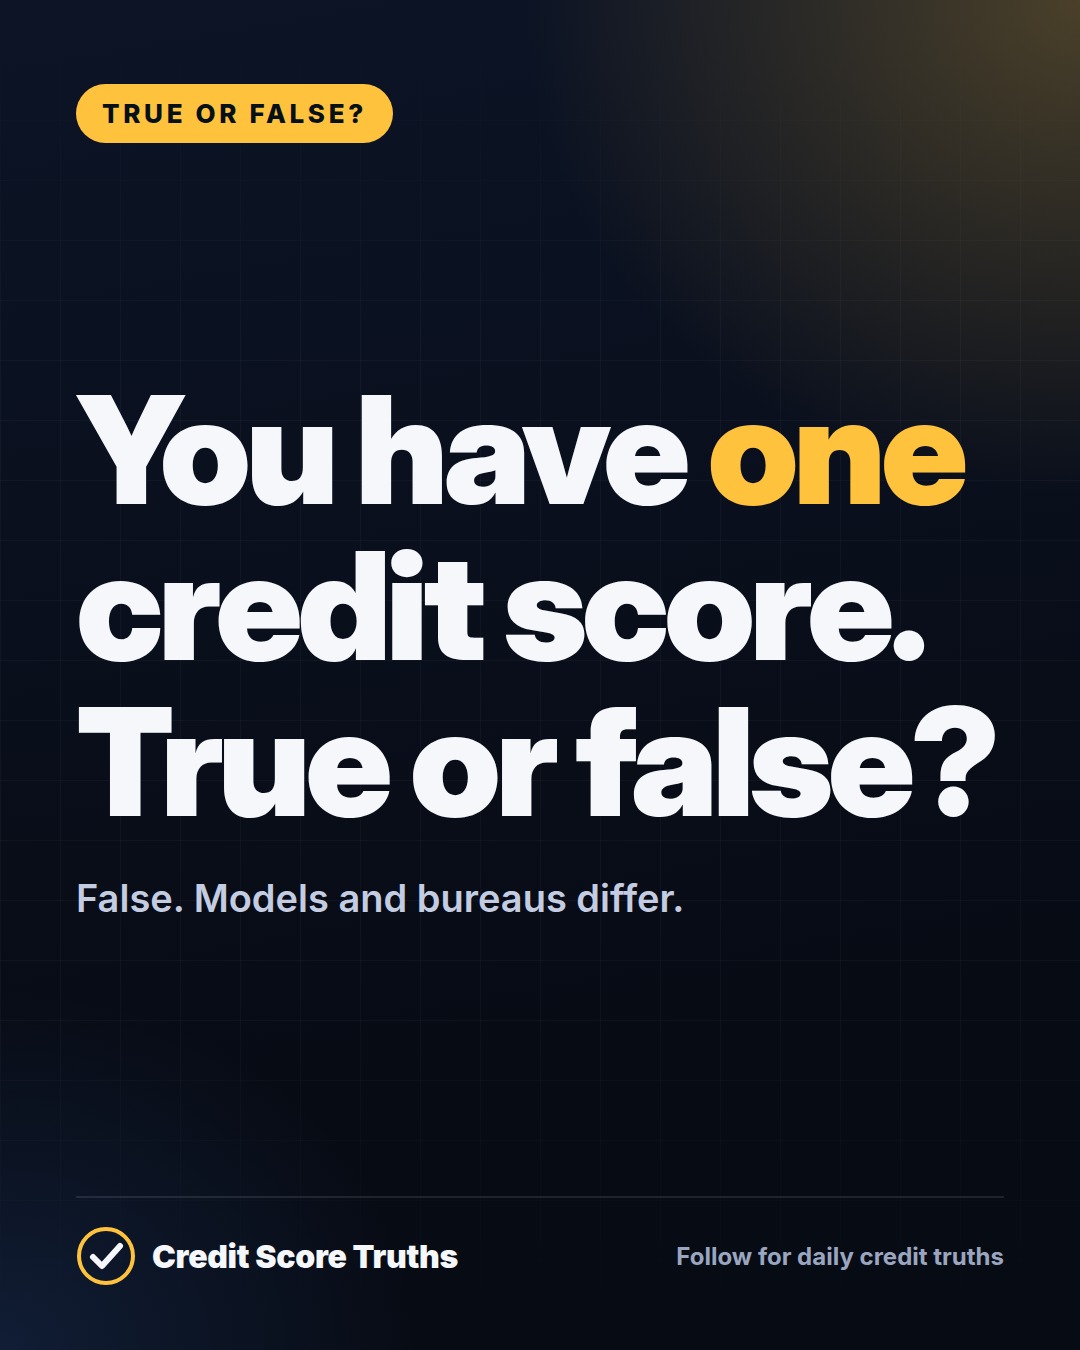 TRUE OR FALSE?
You have one
credit score.
True or false?
False. Models and bureaus differ.
Credit Score Truths
Follow for daily credit truths